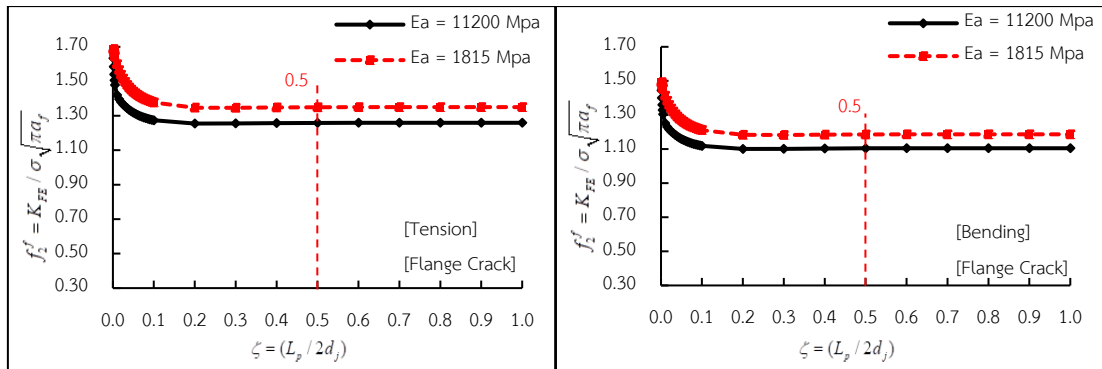 Ea = 11200 Mpa
Ea = 1815 Mpa
1.70
1.50
1.30
1.10
0.90
0.70
0.50
0.30
f₂ᶠ = K_FE / σ√πa_f
0.5
[Tension]
[Flange Crack]
0.0 0.1 0.2 0.3 0.4 0.5 0.6 0.7 0.8 0.9 1.0
ζ = (L_p / 2d_j)
Ea = 11200 Mpa
Ea = 1815 Mpa
1.70
1.50
1.30
1.10
0.90
0.70
0.50
0.30
f₂ᶠ = K_FE / σ√πa_f
0.5
[Bending]
[Flange Crack]
0.0 0.1 0.2 0.3 0.4 0.5 0.6 0.7 0.8 0.9 1.0
ζ = (L_p / 2d_j)